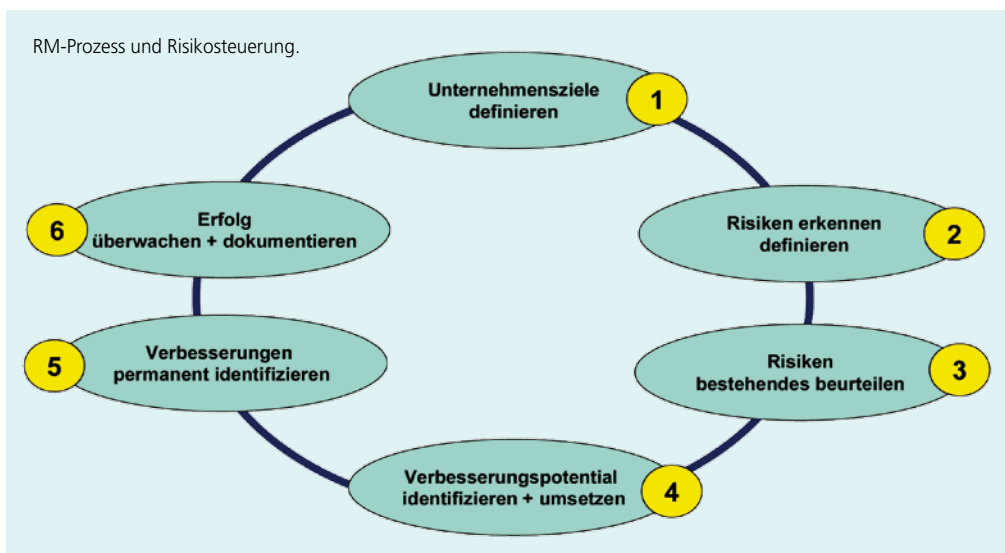 RM-Prozess und Risikosteuerung.
Unternehmensziele
definieren
1
Risiken erkennen
definieren
2
Risiken
bestehendes beurteilen
3
Verbesserungspotential
identifizieren + umsetzen
4
Verbesserungen
permanent identifizieren
5
Erfolg
überwachen + dokumentieren
6